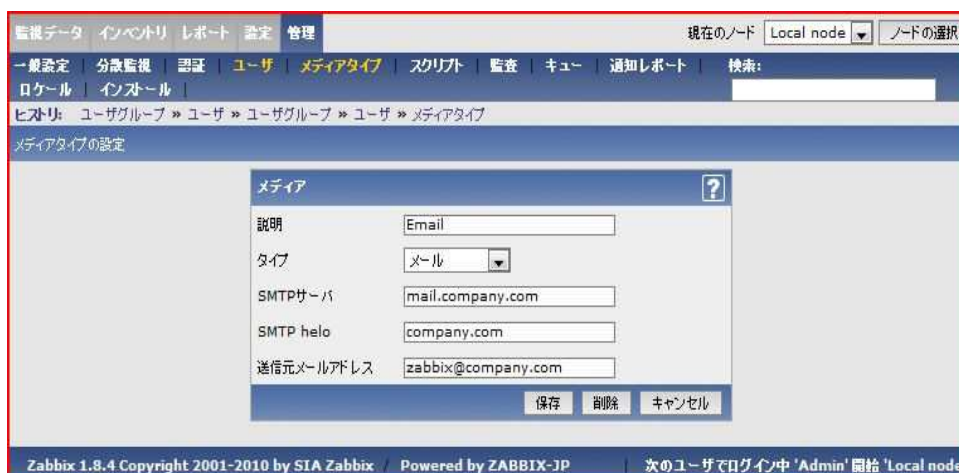 監視データ インベントリ レポート 設定 管理 現在のノード Local node ノードの選択
一般設定 | 分散監視 | 認証 | ユーザ | メディアタイプ | スクリプト | 監査 | キュー | 通知レポート | 検索:
ロケール | インストール |
ヒストリ: ユーザグループ » ユーザ » ユーザグループ » ユーザ » メディアタイプ
メディアタイプの設定
メディア ?
説明 Email
タイプ メール
SMTPサーバ mail.company.com
SMTP helo company.com
送信元メールアドレス zabbix@company.com
保存 削除 キャンセル
Zabbix 1.8.4 Copyright 2001-2010 by SIA Zabbix / Powered by ZABBIX-JP | 次のユーザでログイン中 'Admin' 開始 'Local node